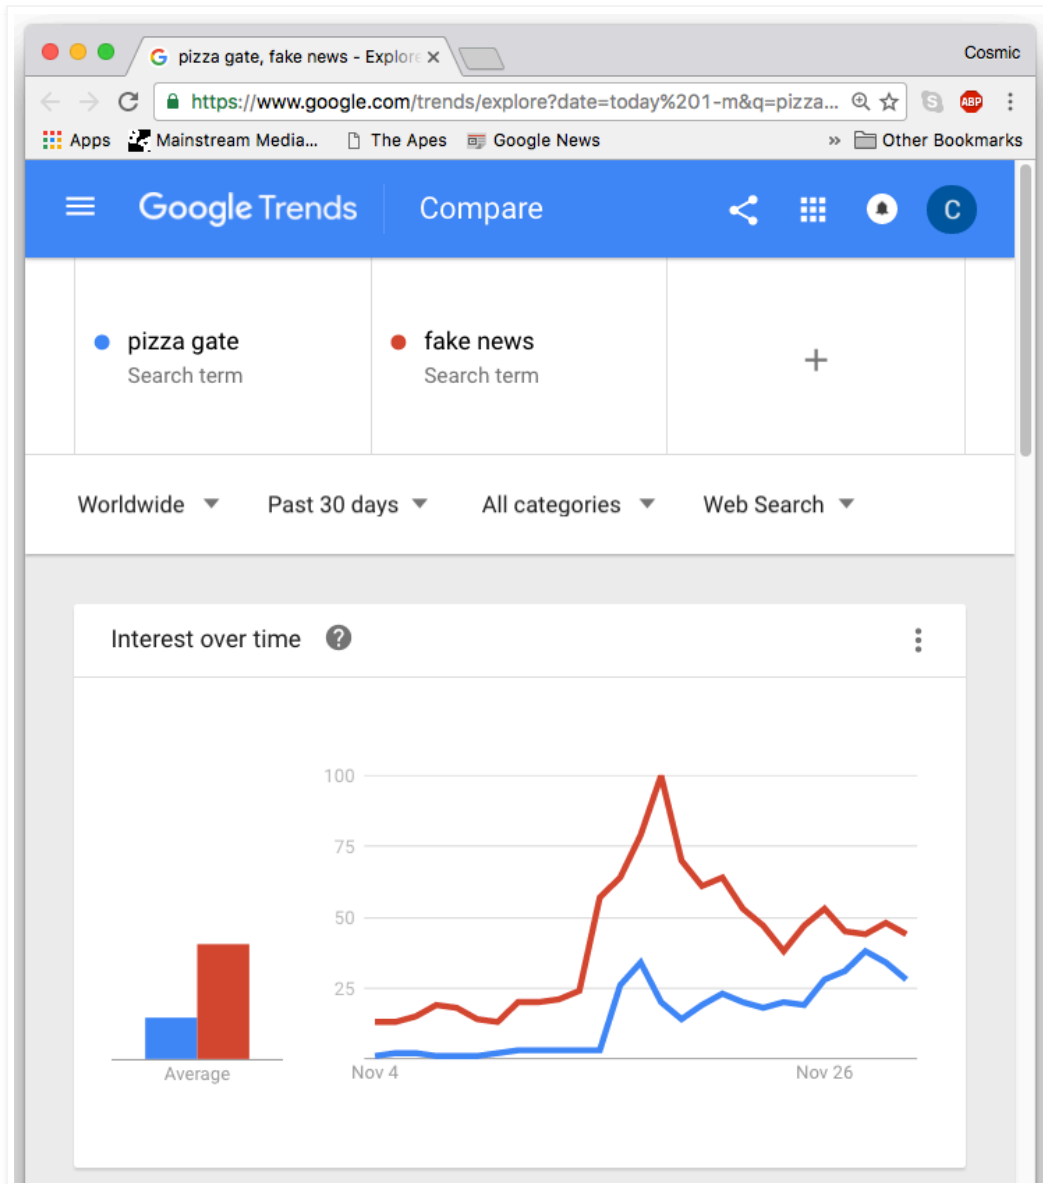 pizza gate, fake news - Explore
Cosmic
https://www.google.com/trends/explore?date=today%201-m&q=pizza...
ABP
Apps Mainstream Media... The Apes Google News » Other Bookmarks
Google Trends Compare C
pizza gate fake news +
Search term Search term
Worldwide Past 30 days All categories Web Search
Interest over time ?
100
75
50
25
Average
Nov 4 Nov 26